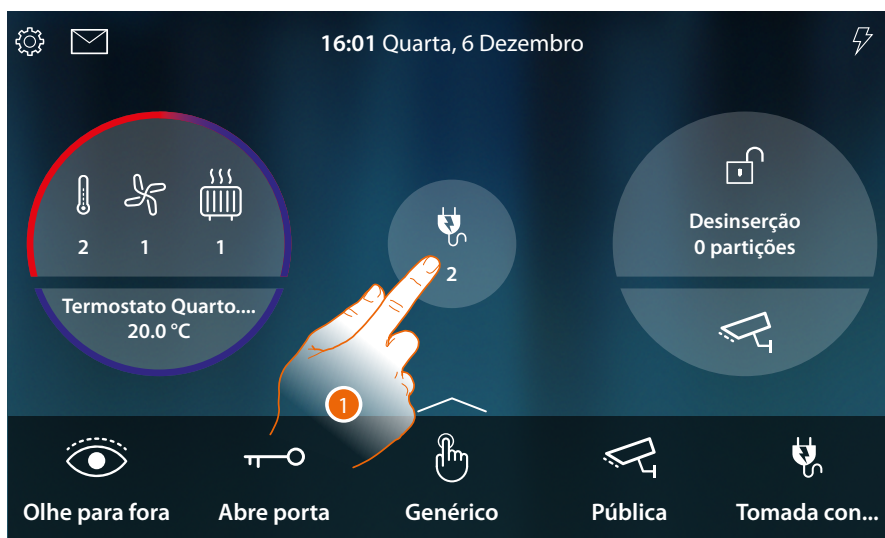 16:01 Quarta, 6 Dezembro
2 1 1
Termostato Quarto....
20.0 °C
2
1
Desinserção
0 partições
Olhe para fora
Abre porta
Genérico
Pública
Tomada con...